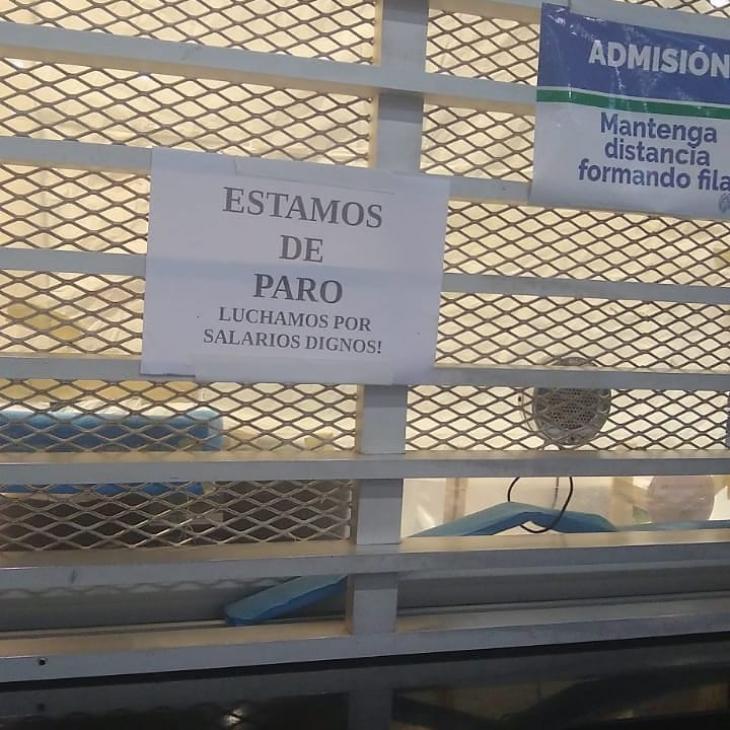 ESTAMOS
DE
PARO
LUCHAMOS POR
SALARIOS DIGNOS!
ADMISIÓN
Mantenga
distancia
formando fila